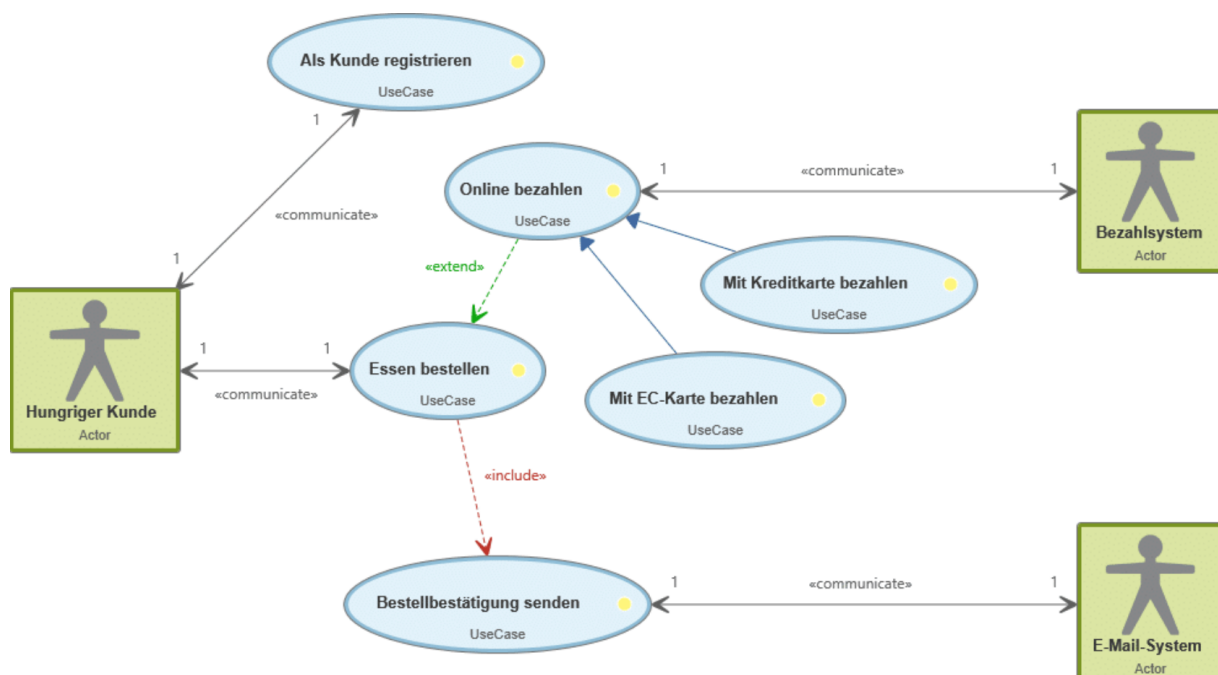 Als Kunde registrieren
UseCase
1
«communicate»
1
Online bezahlen
UseCase
1
«communicate»
1
Bezahlsystem
Actor
«extend»
Mit Kreditkarte bezahlen
UseCase
Hungriger Kunde
Actor
1
«communicate»
1
Essen bestellen
UseCase
Mit EC-Karte bezahlen
UseCase
«include»
Bestellbestätigung senden
UseCase
1
«communicate»
1
E-Mail-System
Actor